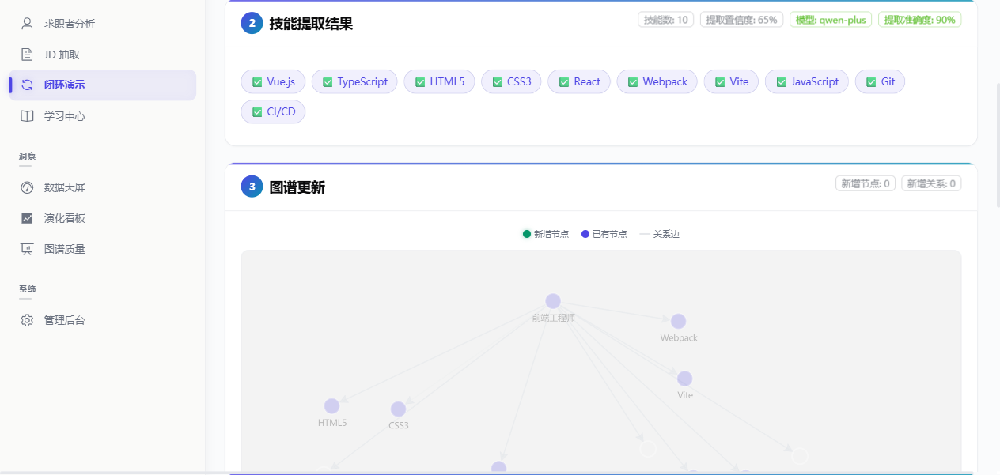 求职者分析
JD 抽取
闭环演示
学习中心
洞察
数据大屏
演化看板
图谱质量
系统
管理后台
2 技能提取结果
技能数: 10 提取置信度: 65% 模型: qwen-plus 提取准确度: 90%
Vue.js TypeScript HTML5 CSS3 React Webpack Vite JavaScript Git
CI/CD
3 图谱更新
新增节点: 0 新增关系: 0
新增节点 已有节点 关系边
前端工程师
Webpack
Vite
HTML5
CSS3